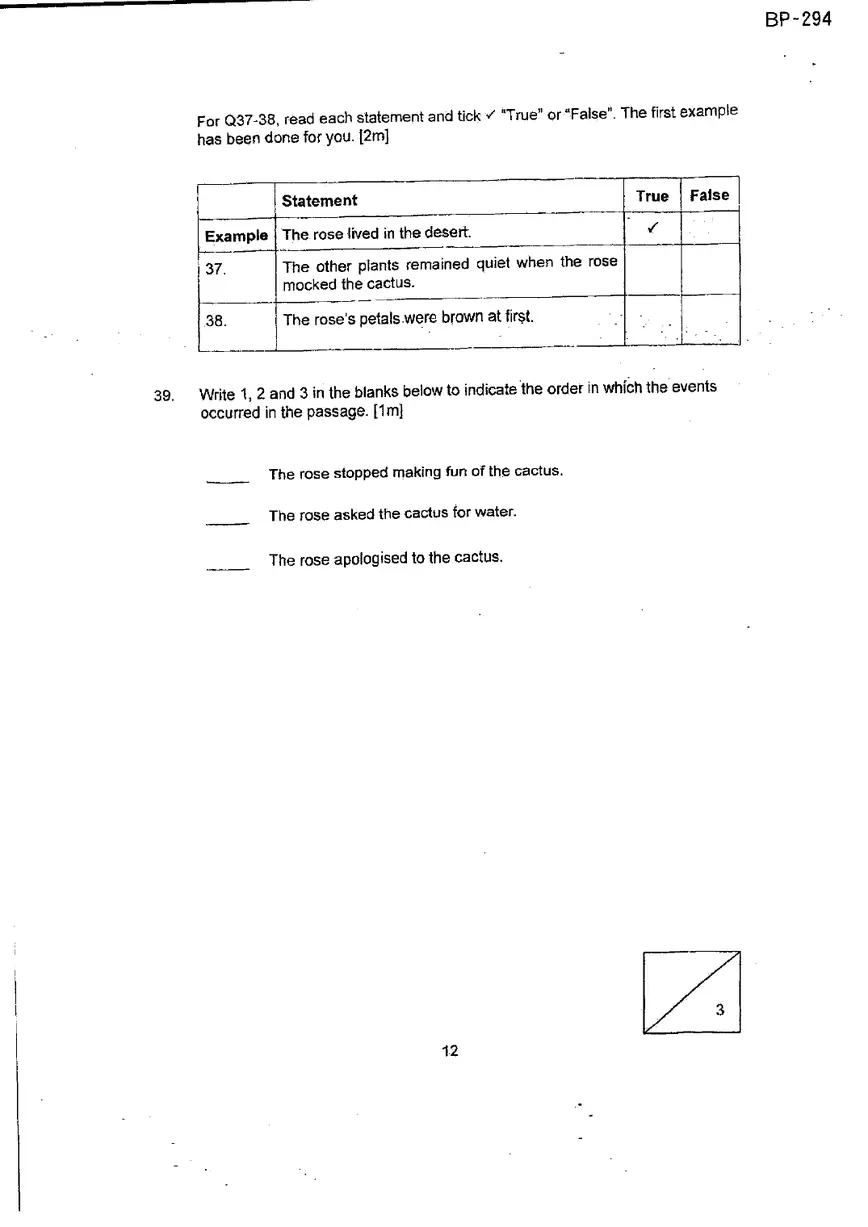 BP-294
For Q37-38, read each statement and tick ✓ "True" or "False". The first example
has been done for you. [2m]
Statement True False
Example The rose lived in the desert. ✓
37. The other plants remained quiet when the rose
mocked the cactus.
38. The rose's petals were brown at first.
39. Write 1, 2 and 3 in the blanks below to indicate the order in which the events
occurred in the passage. [1m]
_____ The rose stopped making fun of the cactus.
_____ The rose asked the cactus for water.
_____ The rose apologised to the cactus.
3
12